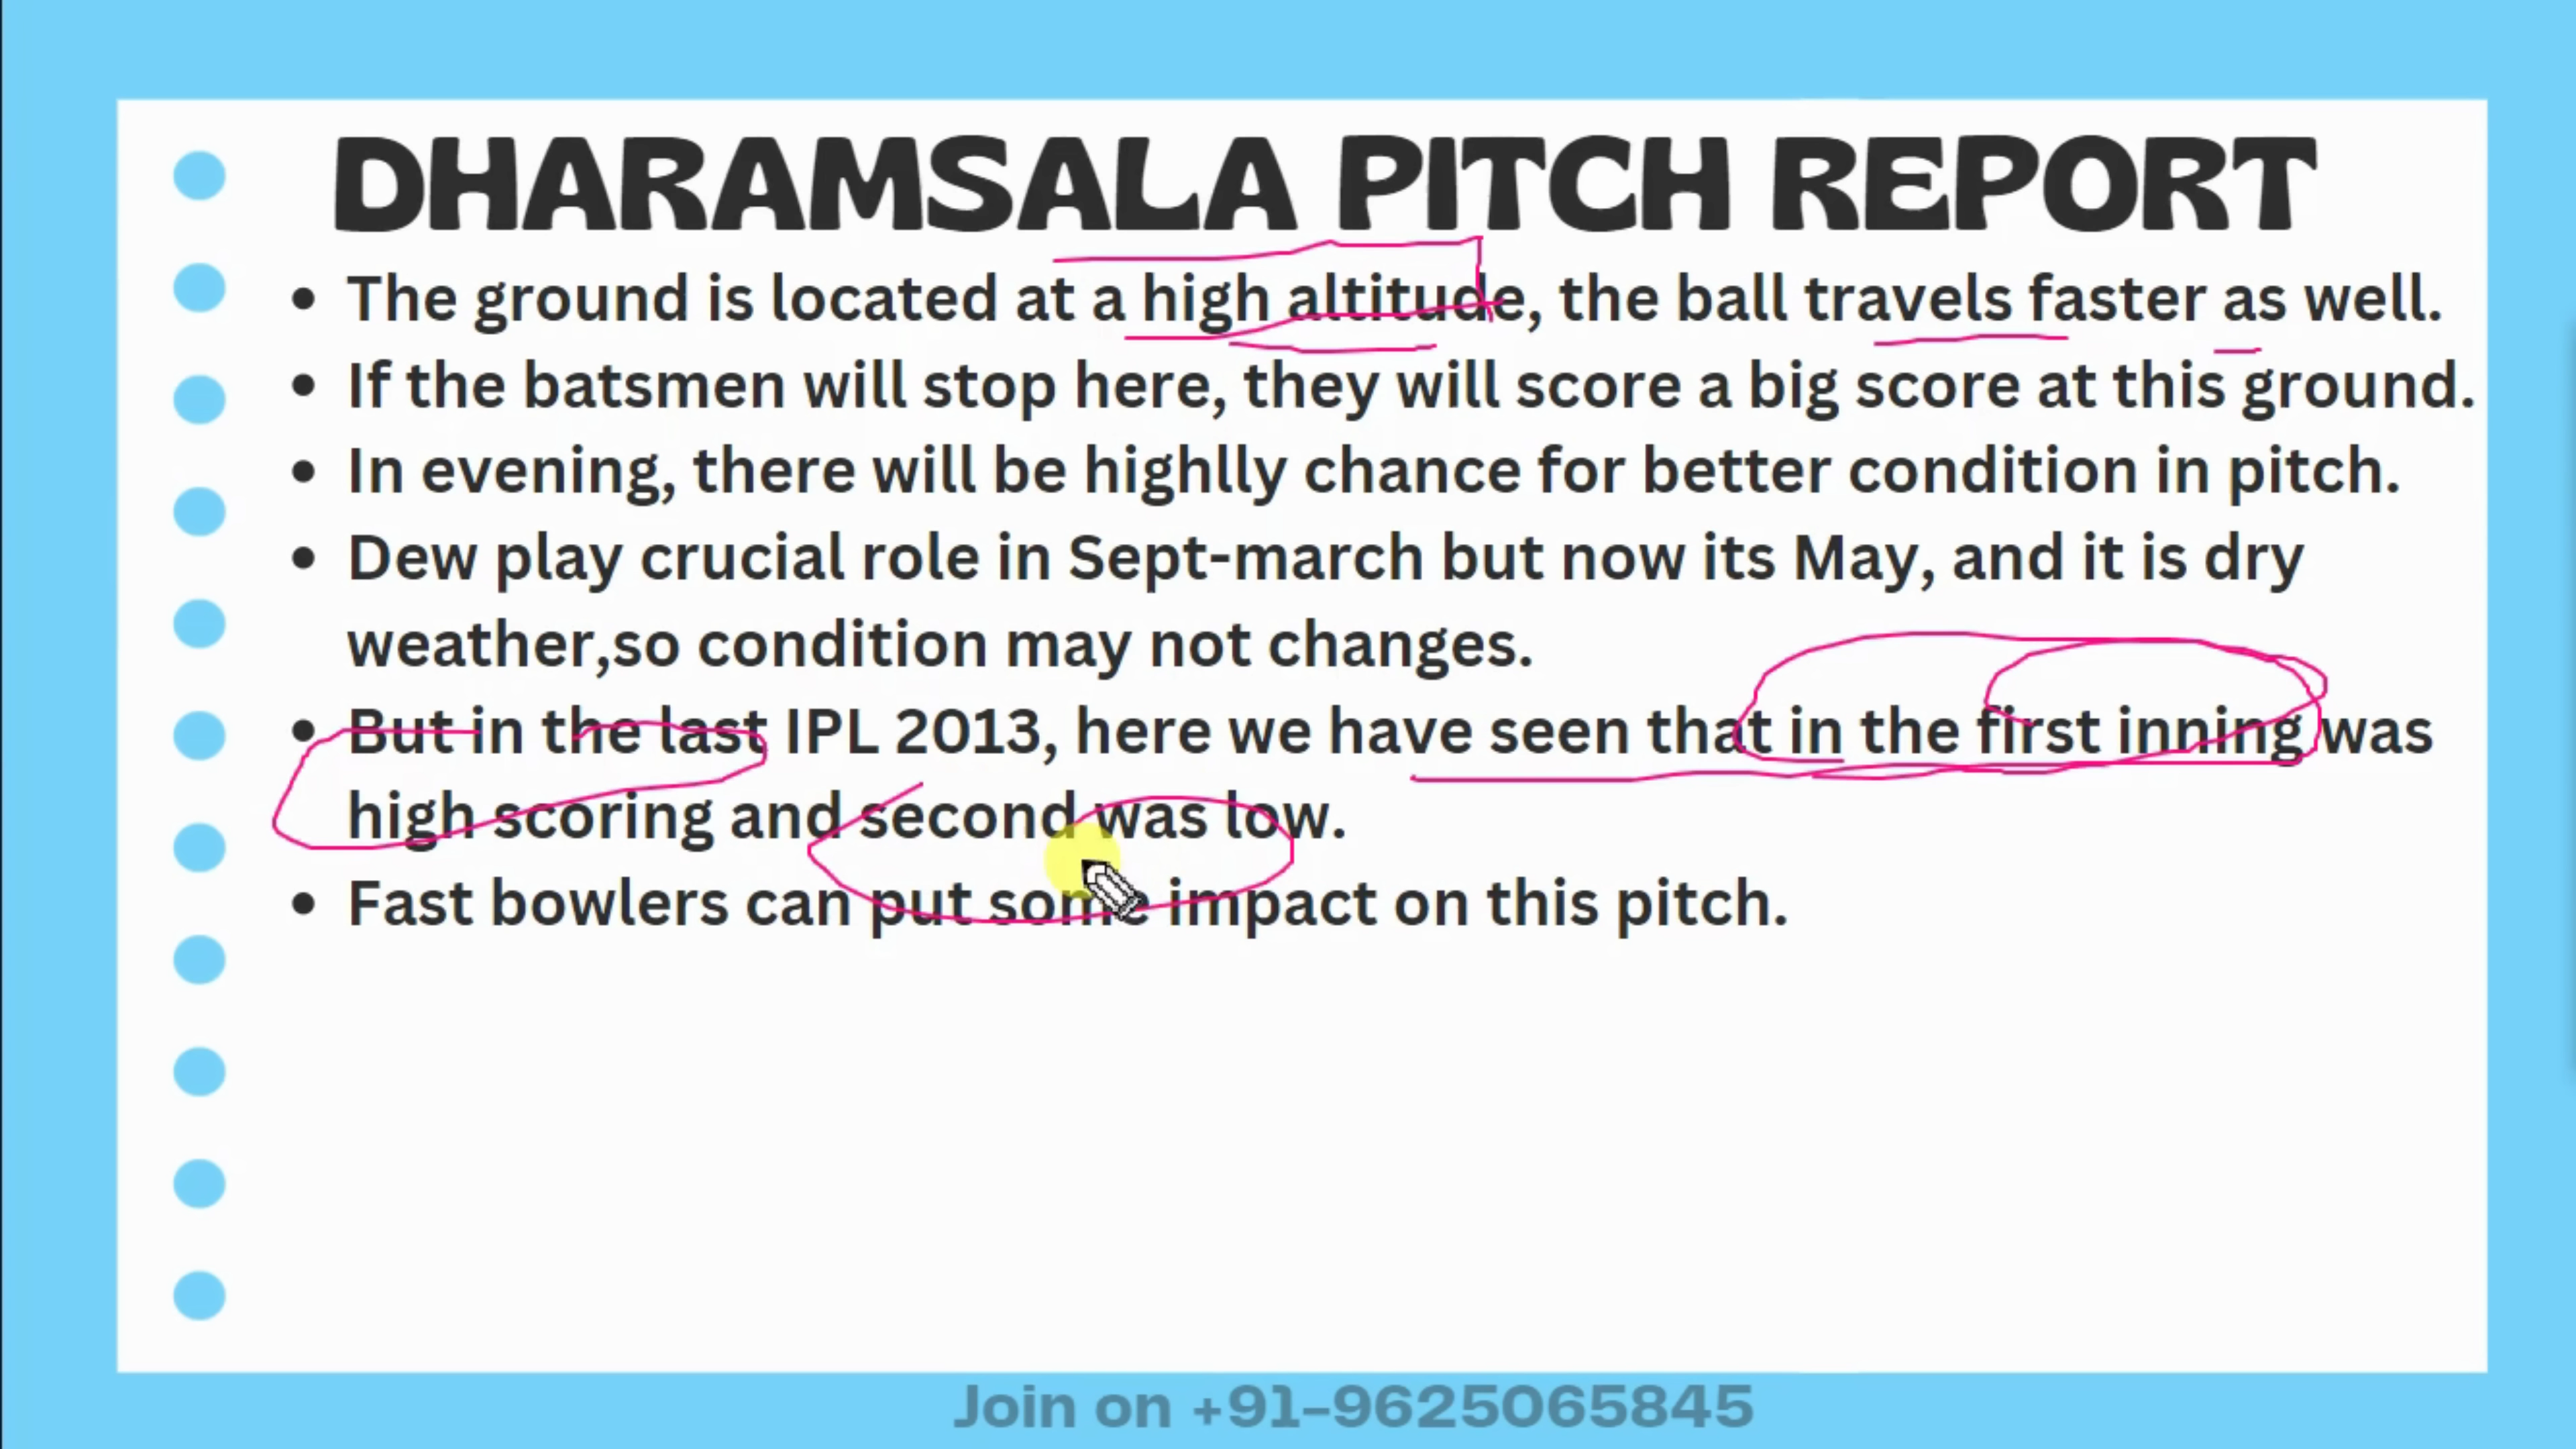 DHARAMSALA PITCH REPORT
• The ground is located at a high altitude, the ball travels faster as well.
• If the batsmen will stop here, they will score a big score at this ground.
• In evening, there will be highlly chance for better condition in pitch.
• Dew play crucial role in Sept-march but now its May, and it is dry
weather,so condition may not changes.
• But in the last IPL 2013, here we have seen that in the first inning was
high scoring and second was low.
• Fast bowlers can put some impact on this pitch.
Join on +91-9625065845